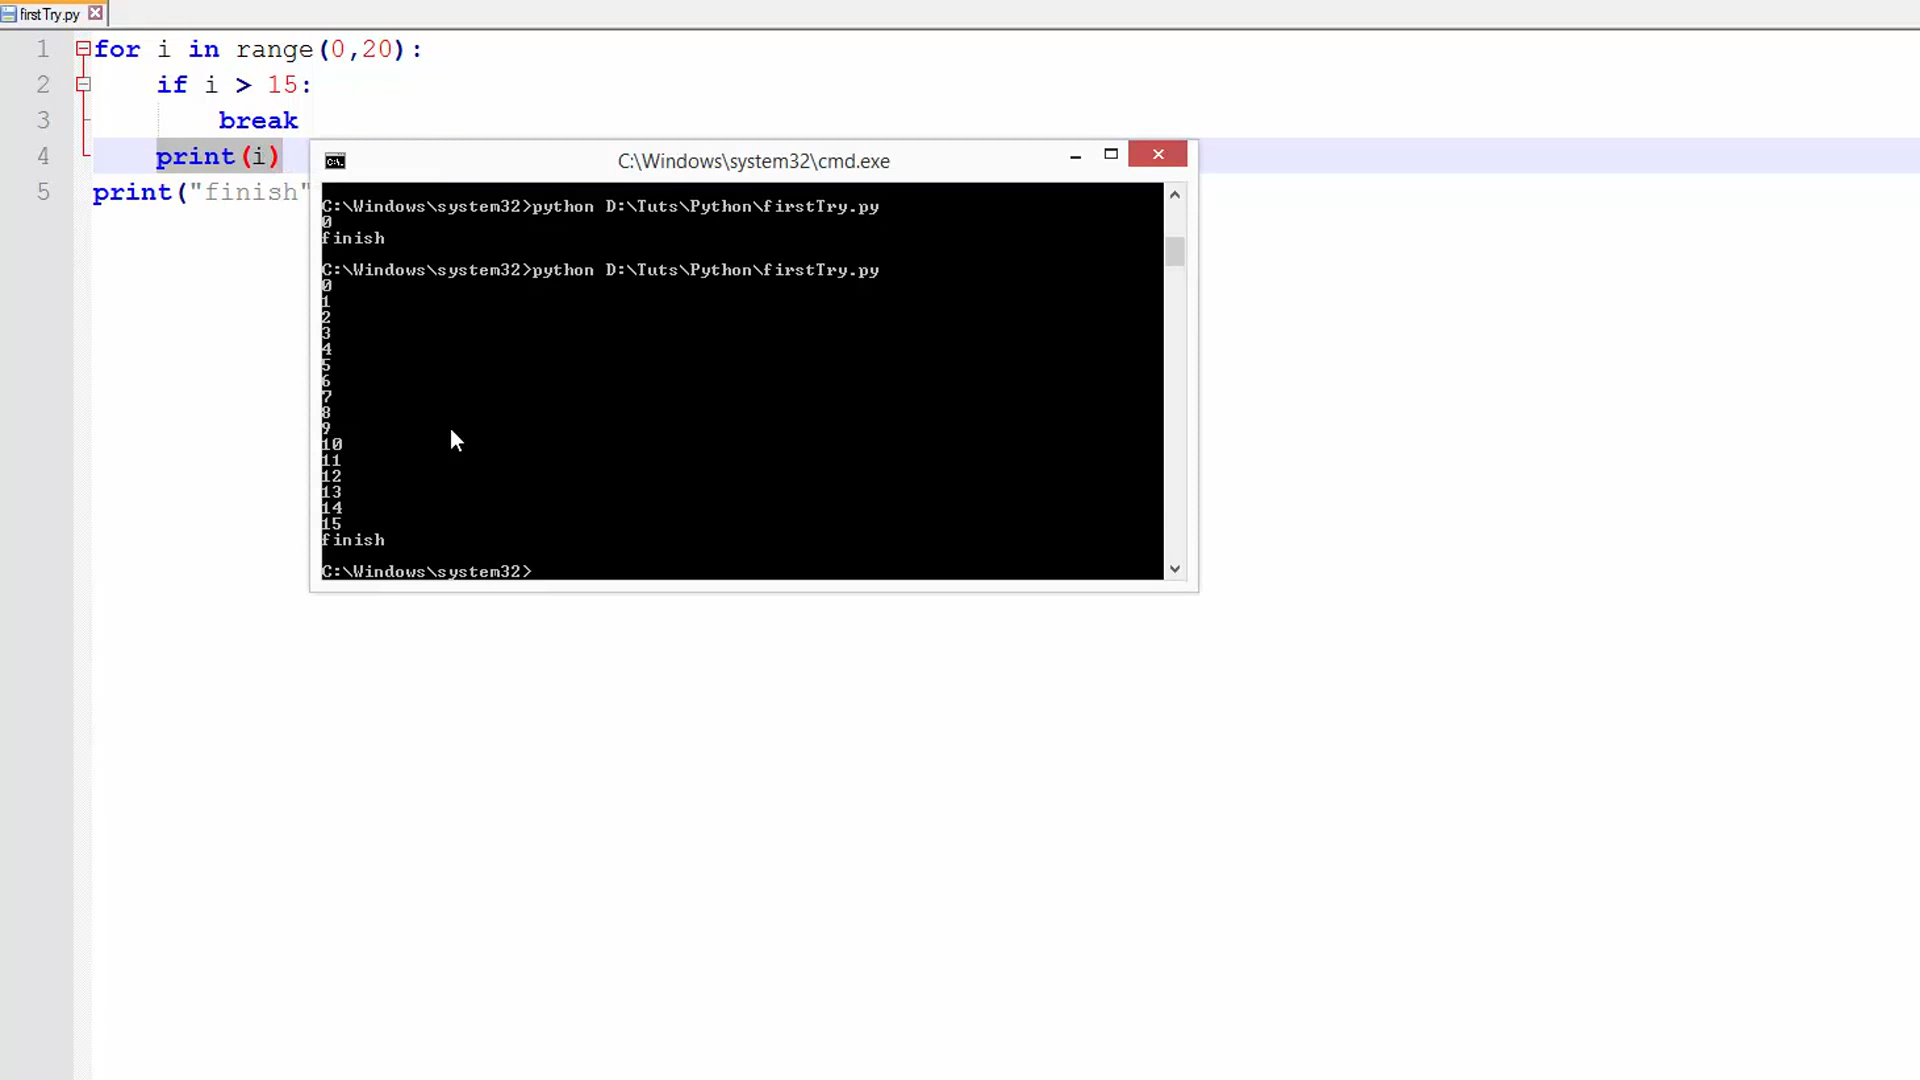 firstTry.py
1 for i in range(0,20):
2 if i > 15:
3 break
4 print(i)
5 print("finish"
C:\Windows\system32\cmd.exe
C:\Windows\system32>python D:\Tuts\Python\firstTry.py
0
finish
C:\Windows\system32>python D:\Tuts\Python\firstTry.py
0
1
2
3
4
5
6
7
8
9
10
11
12
13
14
15
finish
C:\Windows\system32>